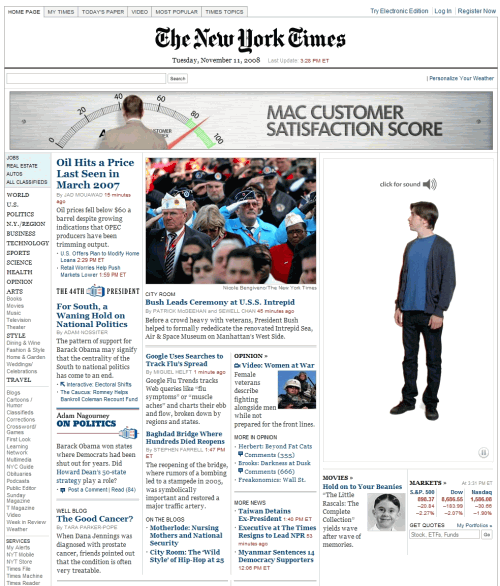 HOME PAGE MY TIMES TODAY'S PAPER VIDEO MOST POPULAR TIMES TOPICS
Try Electronic Edition Log In Register Now
The New York Times
Tuesday, November 11, 2008 Last Update: 5:28 PM ET
Search
Personalize Your Weather
0 20 40 60 80 100
MAC CUSTOMER
SATISFACTION SCORE
JOBS
REAL ESTATE
AUTOS
ALL CLASSIFIEDS
WORLD
U.S.
POLITICS
N.Y./REGION
BUSINESS
TECHNOLOGY
SPORTS
SCIENCE
HEALTH
OPINION
ARTS
Books
Movies
Music
Television
Theater
STYLE
Dining & Wine
Fashion & Style
Home & Garden
Weddings/
Celebrations
TRAVEL
Blogs
Cartoons /
Humor
Classifieds
Corrections
Crossword/
Games
First Look
Learning
Network
Multimedia
NYC Guide
Obituaries
Podcasts
Public Editor
Sunday
Magazine
T Magazine
Video
Week in Review
Weather
SERVICES
My Alerts
NYT Mobile
NYT Store
Times File
Times Machine
Times Reader
Oil Hits a Price
Last Seen in
March 2007
By JAD MOUAWAD 15 minutes
ago
Oil prices fell below $60 a
barrel despite growing
indications that OPEC
producers have been
trimming output.
U.S. Offers Plan to Modify Home
Loans 2:29 PM ET
Retail Worries Help Push
Markets Lower 1:59 PM ET
THE 44TH PRESIDENT
For South, a
Waning Hold on
National Politics
By ADAM NOSSITER
The pattern of support for
Barack Obama may signify
that the centrality of the
South to national politics
has come to an end.
Interactive: Electoral Shifts
The Caucus: Romney Helps
Bankroll Coleman Recount Fund
Adam Nagourney
ON POLITICS
Barack Obama won states
where Democrats had been
shut out for years. Did
Howard Dean's 50-state
strategy play a role?
Post a Comment | Read (84)
WELL BLOG
The Good Cancer?
By TARA PARKER-POPE
When Dana Jennings was
diagnosed with prostate
cancer, friends pointed out
that the condition is often
very treatable.
Nicole Bengiveno/The New York Times
CITY ROOM
Bush Leads Ceremony at U.S.S. Intrepid
By PATRICK McGEEHAN and SEWELL CHAN 45 minutes ago
Before a crowd heavy with veterans, President Bush
helped to formally rededicate the renovated Intrepid Sea,
Air & Space Museum on Manhattan's West Side.
Google Uses Searches to
Track Flu's Spread
By MIGUEL HELFT 1 minute ago
Google Flu Trends tracks
Web queries like "flu
symptoms" or "muscle
aches" and charts their ebb
and flow, broken down by
regions and states.
Baghdad Bridge Where
Hundreds Died Reopens
By STEPHEN FARRELL 1:47 PM
ET
The reopening of the bridge,
where rumors of a bombing
led to a stampede in 2005,
was symbolically
important and restored a
major traffic artery.
ON THE BLOGS
Motherlode: Nursing
Mothers and National
Security
City Room: The 'Wild
Style' of Hip-Hop at 25
OPINION »
Video: Women at War
Female
veterans
describe
fighting
alongside men
while not
prepared for the front lines.
MORE IN OPINION
Herbert: Beyond Fat Cats
Comments (355)
Brooks: Darkness at Dusk
Comments (666)
Freakonomics: Wall St.
MORE NEWS
Taiwan Detains
Ex-President 1:40 PM ET
Executive at The Times
Resigns to Lead NPR 53
minutes ago
Myanmar Sentences 14
Democracy Supporters
12:06 PM ET
click for sound
MOVIES »
Hold on to Your Beanies
"The Little
Rascals: The
Complete
Collection"
yields wave
after wave of
memories.
MARKETS » At 3:31 PM ET
S.&P. 500 Dow Nasdaq
-2.27% -2.07% -1.98%
GET QUOTES My Portfolios »
Stock, ETFs, Funds Go